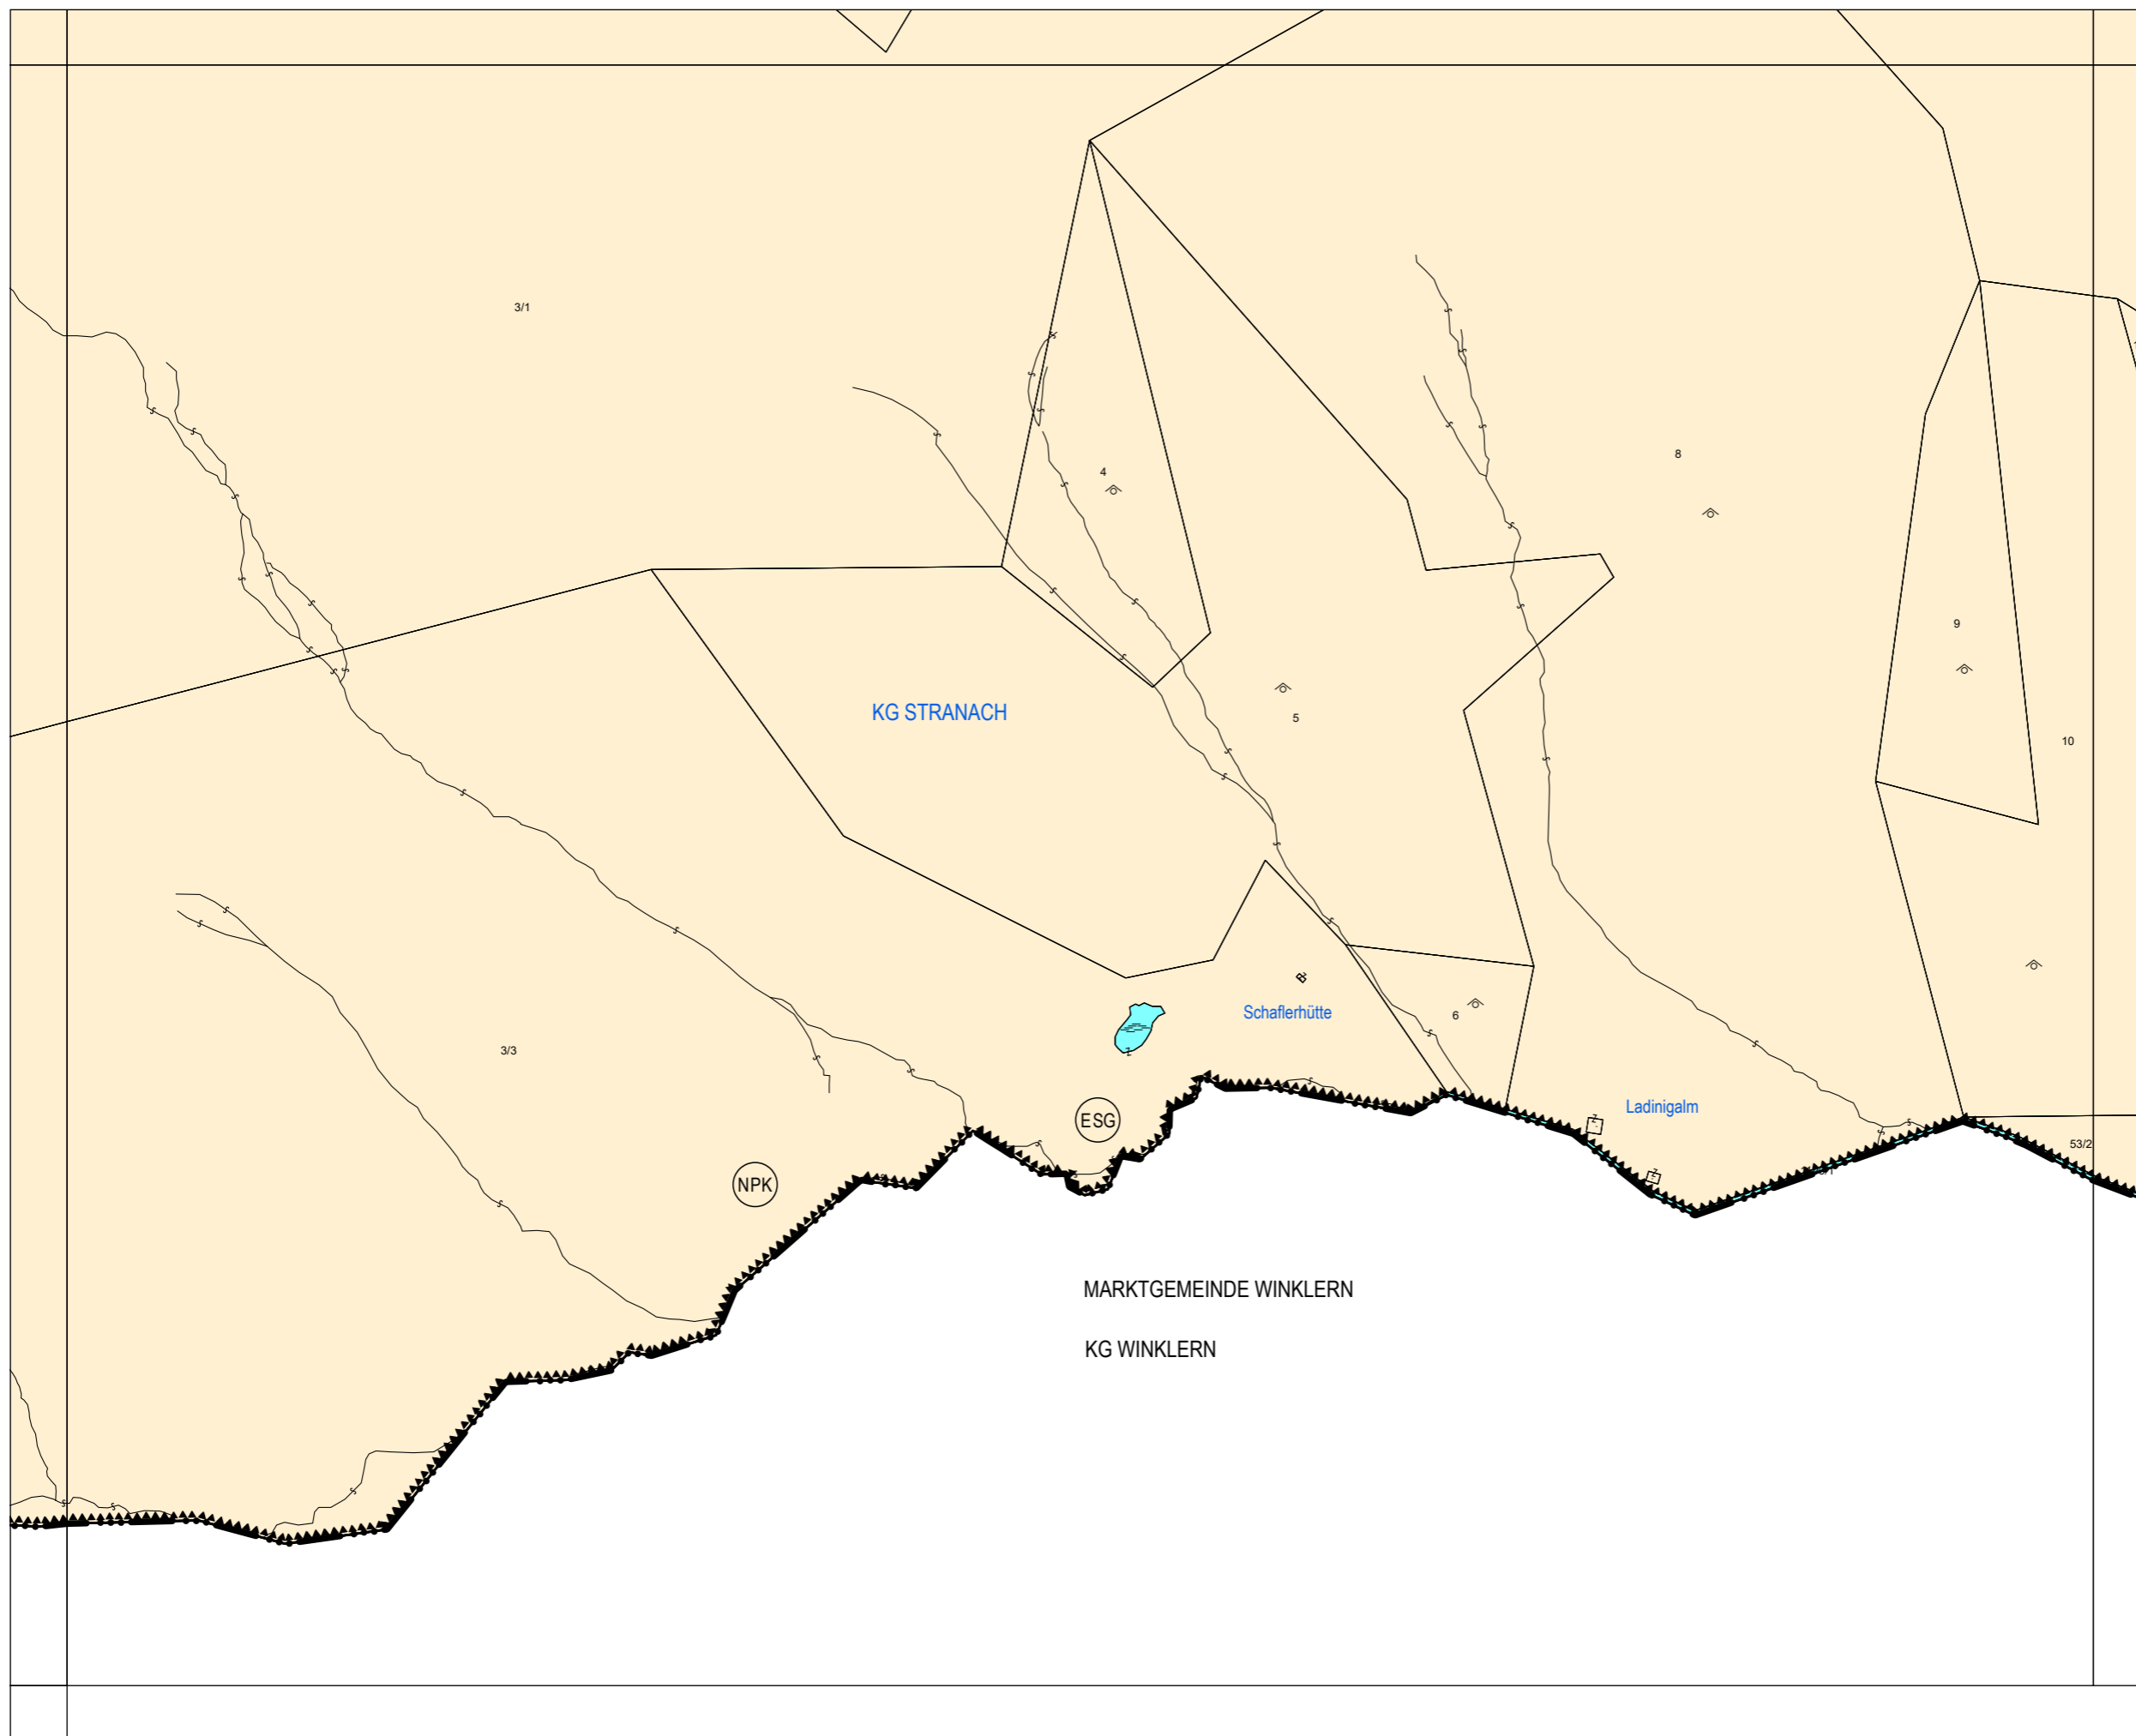 3/1
4
8
9
KG STRANACH
5
10
Schaflerhütte
6
3/3
Ladinigalm
ESG
53/2
NPK
MARKTGEMEINDE WINKLERN
KG WINKLERN